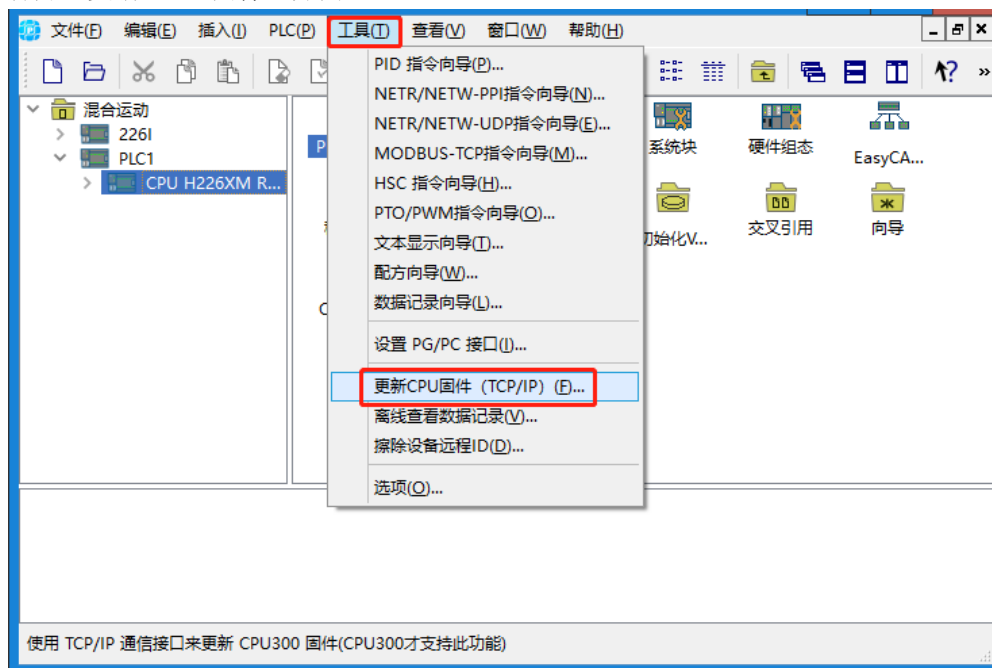 文件(F) 编辑(E) 插入(I) PLC(P) 工具(T) 查看(V) 窗口(W) 帮助(H)
混合运动
226I
PLC1
CPU H226XM R...
PID 指令向导(P)...
NETR/NETW-PPI指令向导(N)...
NETR/NETW-UDP指令向导(E)...
MODBUS-TCP指令向导(M)...
HSC 指令向导(H)...
PTO/PWM指令向导(O)...
文本显示向导(T)...
配方向导(W)...
数据记录向导(L)...
设置 PG/PC 接口(I)...
更新CPU固件（TCP/IP）(F)...
离线查看数据记录(V)...
擦除设备远程ID(D)...
选项(O)...
系统块 硬件组态 EasyCA...
初始化V... 交叉引用 向导
使用 TCP/IP 通信接口来更新 CPU300 固件(CPU300才支持此功能)